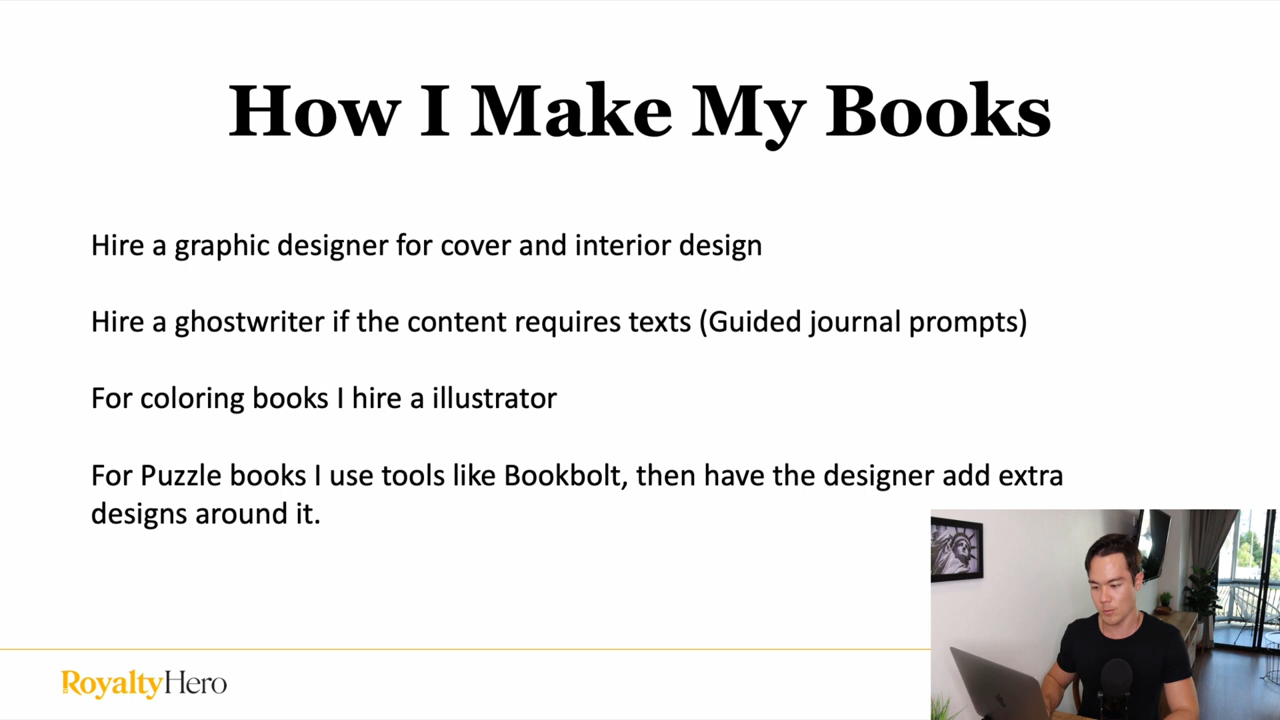 How I Make My Books
Hire a graphic designer for cover and interior design
Hire a ghostwriter if the content requires texts (Guided journal prompts)
For coloring books I hire a illustrator
For Puzzle books I use tools like Bookbolt, then have the designer add extra
designs around it.
RoyaltyHero